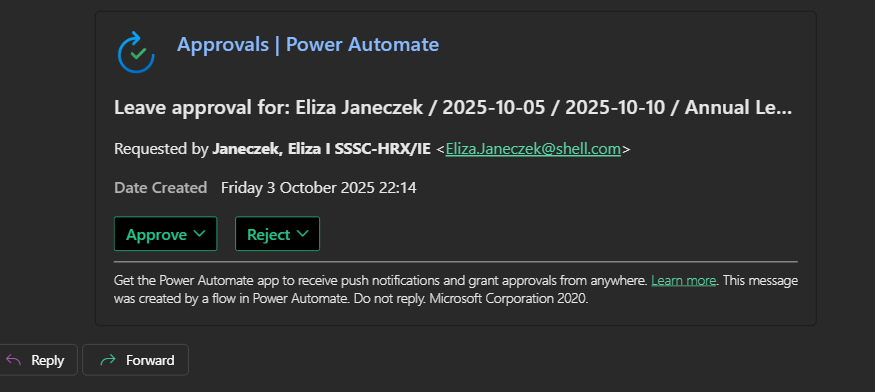 Approvals | Power Automate
Leave approval for: Eliza Janeczek / 2025-10-05 / 2025-10-10 / Annual Le...
Requested by Janeczek, Eliza I SSSC-HRX/IE <Eliza.Janeczek@shell.com>
Date Created Friday 3 October 2025 22:14
Approve Reject
Get the Power Automate app to receive push notifications and grant approvals from anywhere. Learn more. This message
was created by a flow in Power Automate. Do not reply. Microsoft Corporation 2020.
Reply Forward